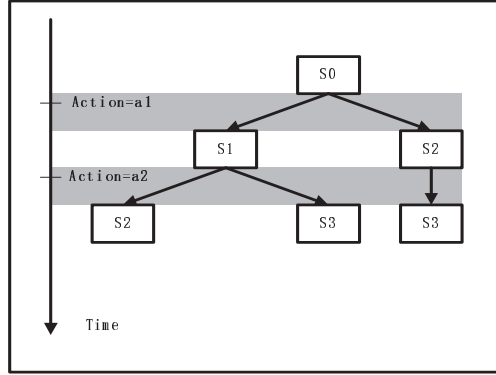 S0
Action=a1
S1 S2
Action=a2
S2 S3 S3
Time